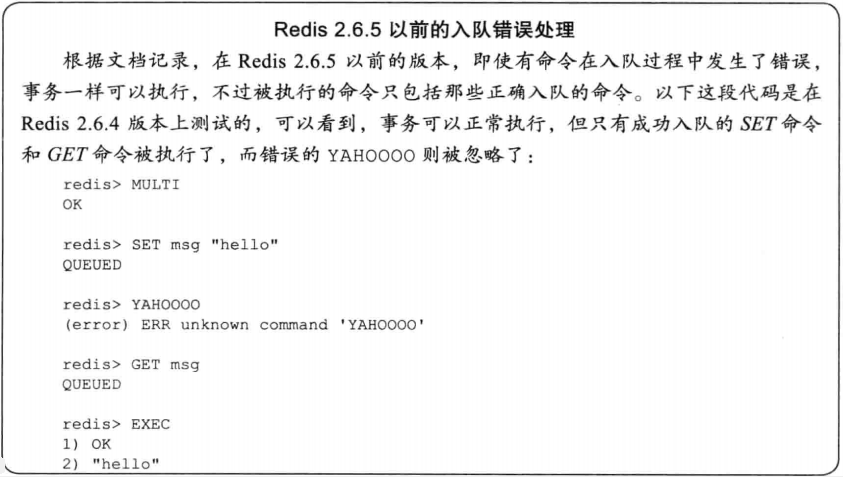 Redis 2.6.5 以前的入队错误处理
根据文档记录，在 Redis 2.6.5 以前的版本，即使有命令在入队过程中发生了错误，
事务一样可以执行，不过被执行的命令只包括那些正确入队的命令。以下这段代码是在
Redis 2.6.4 版本上测试的，可以看到，事务可以正常执行，但只有成功入队的 SET 命令
和 GET 命令被执行了，而错误的 YAHOOOO 则被忽略了：
redis> MULTI
OK
redis> SET msg "hello"
QUEUED
redis> YAHOOOO
(error) ERR unknown command 'YAHOOOO'
redis> GET msg
QUEUED
redis> EXEC
1) OK
2) "hello"